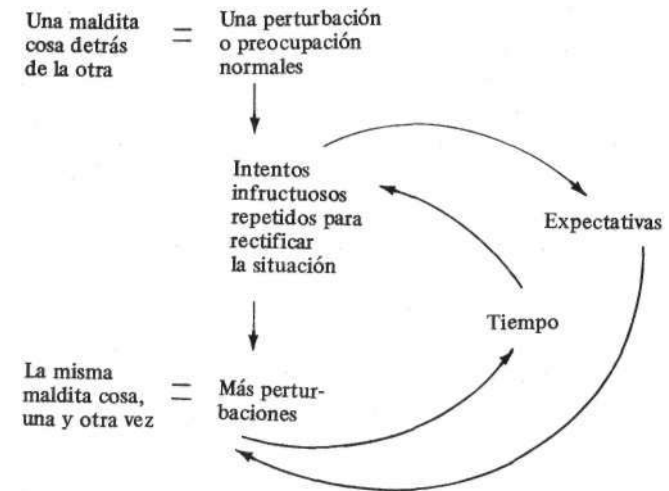 Una maldita
cosa detrás
de la otra
=
Una perturbación
o preocupación
normales
Intentos
infructuosos
repetidos para
rectificar
la situación
Expectativas
Tiempo
La misma
maldita cosa,
una y otra vez
=
Más pertur-
baciones